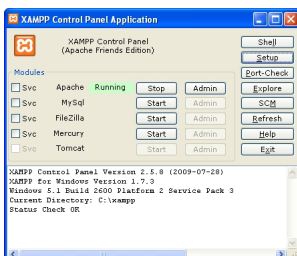 XAMPP Control Panel Application
XAMPP Control Panel
(Apache Friends Edition)
Shell
Setup
Modules
Port-Check
Svc Apache Running Stop Admin
Explore
Svc MySql Start Admin
SCM
Svc FileZilla Start Admin
Refresh
Svc Mercury Start Admin
Help
Svc Tomcat Start Admin
Exit
XAMPP Control Panel Version 2.5.8 (2009-07-28)
XAMPP for Windows Version 1.7.3
Windows 5.1 Build 2600 Platform 2 Service Pack 3
Current Directory: C:\xampp
Status Check OK